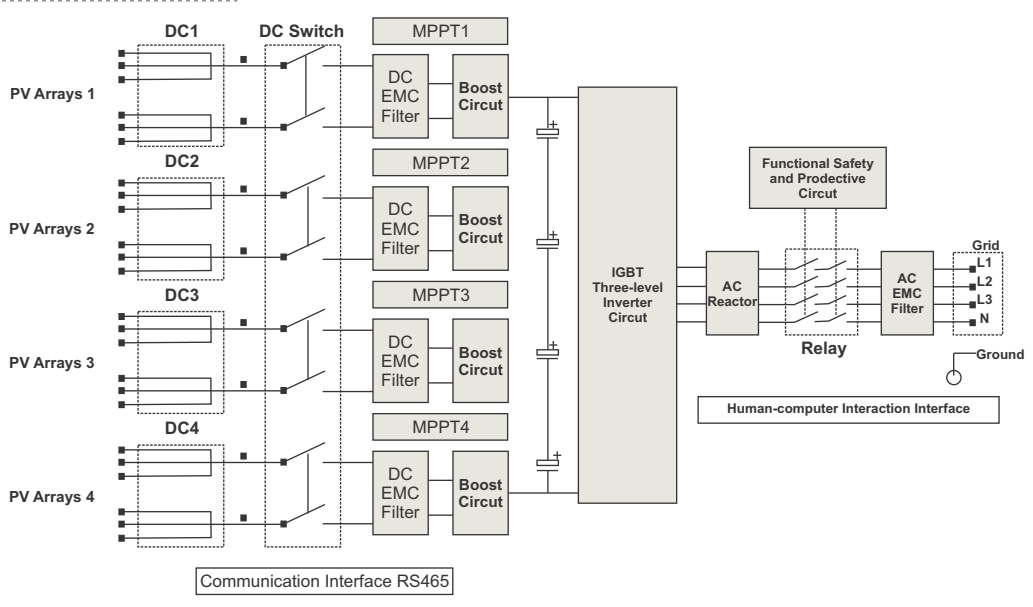 DC1
DC Switch
MPPT1
PV Arrays 1
DC
EMC
Filter
Boost
Circut
DC2
MPPT2
PV Arrays 2
DC
EMC
Filter
Boost
Circut
DC3
MPPT3
PV Arrays 3
DC
EMC
Filter
Boost
Circut
DC4
MPPT4
PV Arrays 4
DC
EMC
Filter
Boost
Circut
+
+
+
+
IGBT
Three-level
Inverter
Circut
AC
Reactor
Functional Safety
and Prodective
Circut
Relay
AC
EMC
Filter
Grid
L1
L2
L3
N
Ground
Human-computer Interaction Interface
Communication Interface RS465